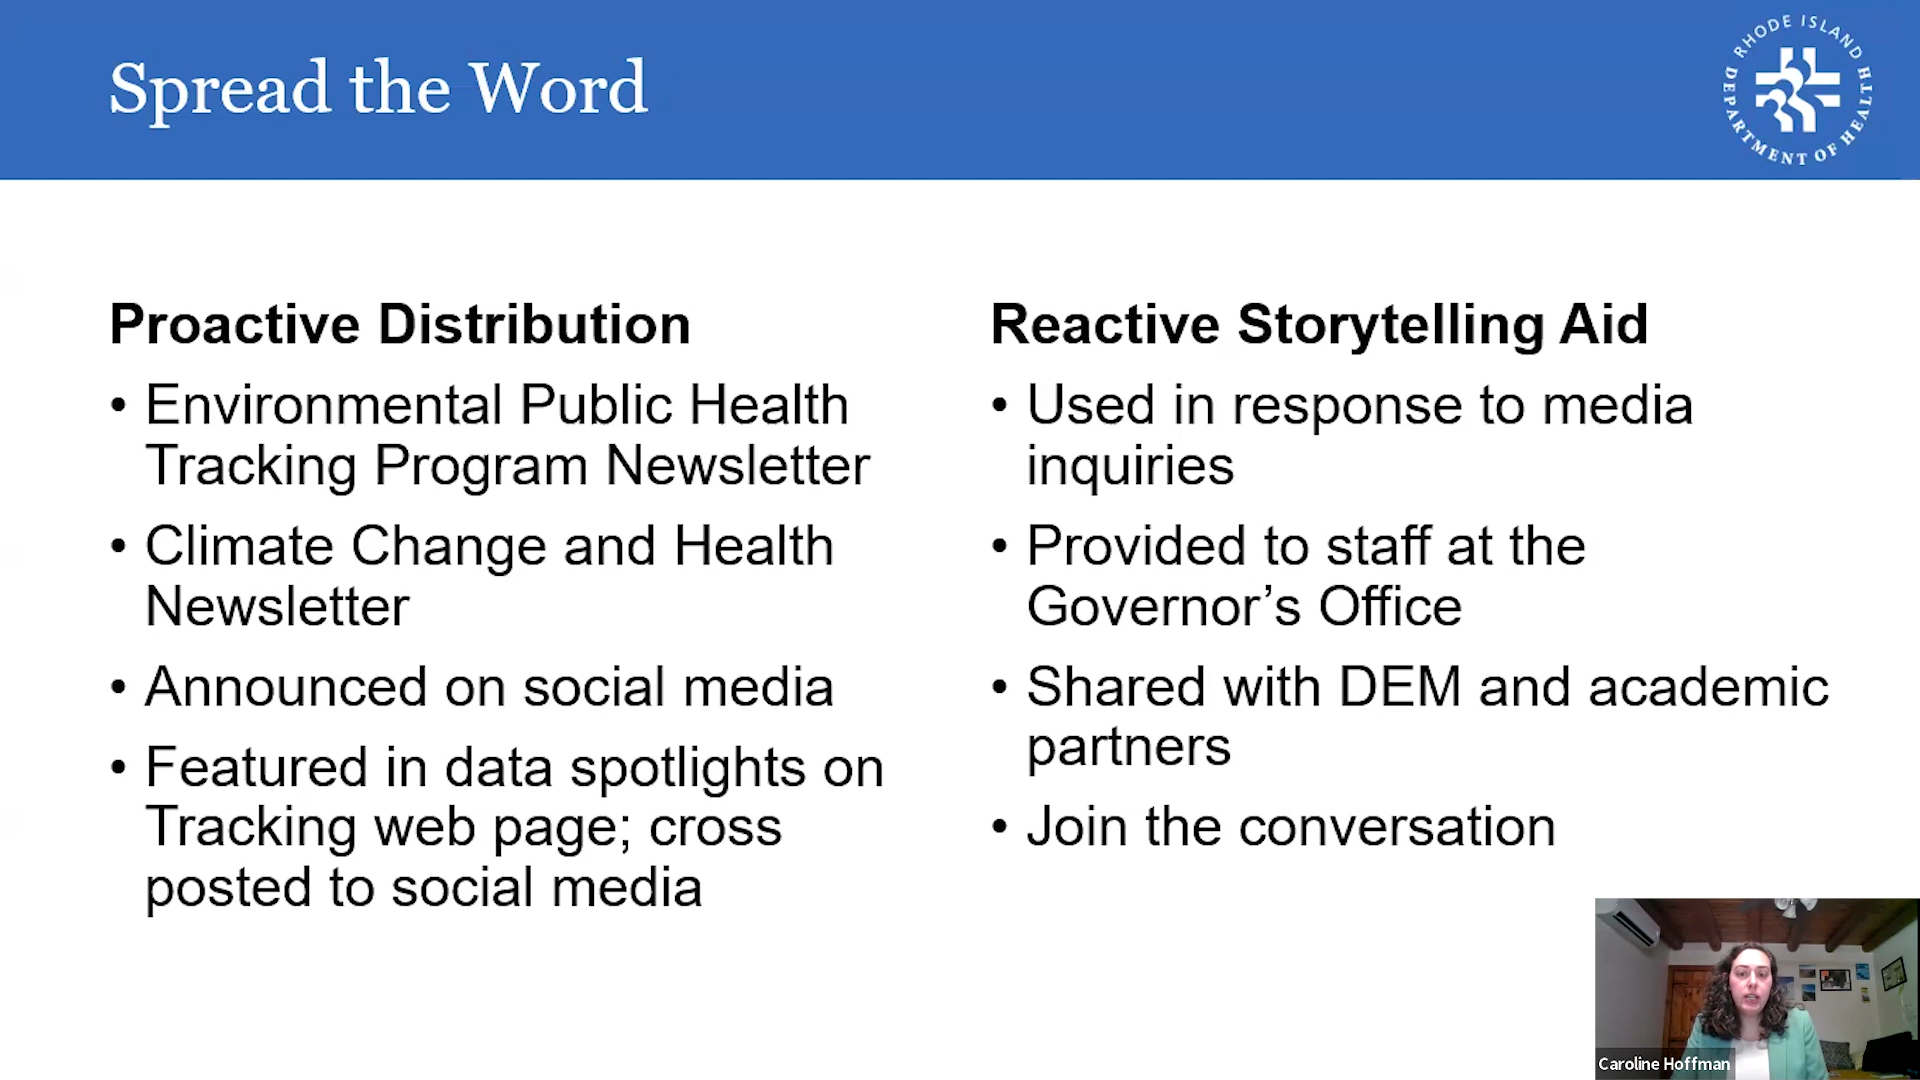 Spread the Word
RHODE ISLAND
DEPARTMENT OF HEALTH
Proactive Distribution
• Environmental Public Health
Tracking Program Newsletter
• Climate Change and Health
Newsletter
• Announced on social media
• Featured in data spotlights on
Tracking web page; cross
posted to social media
Reactive Storytelling Aid
• Used in response to media
inquiries
• Provided to staff at the
Governor’s Office
• Shared with DEM and academic
partners
• Join the conversation
Caroline Hoffman